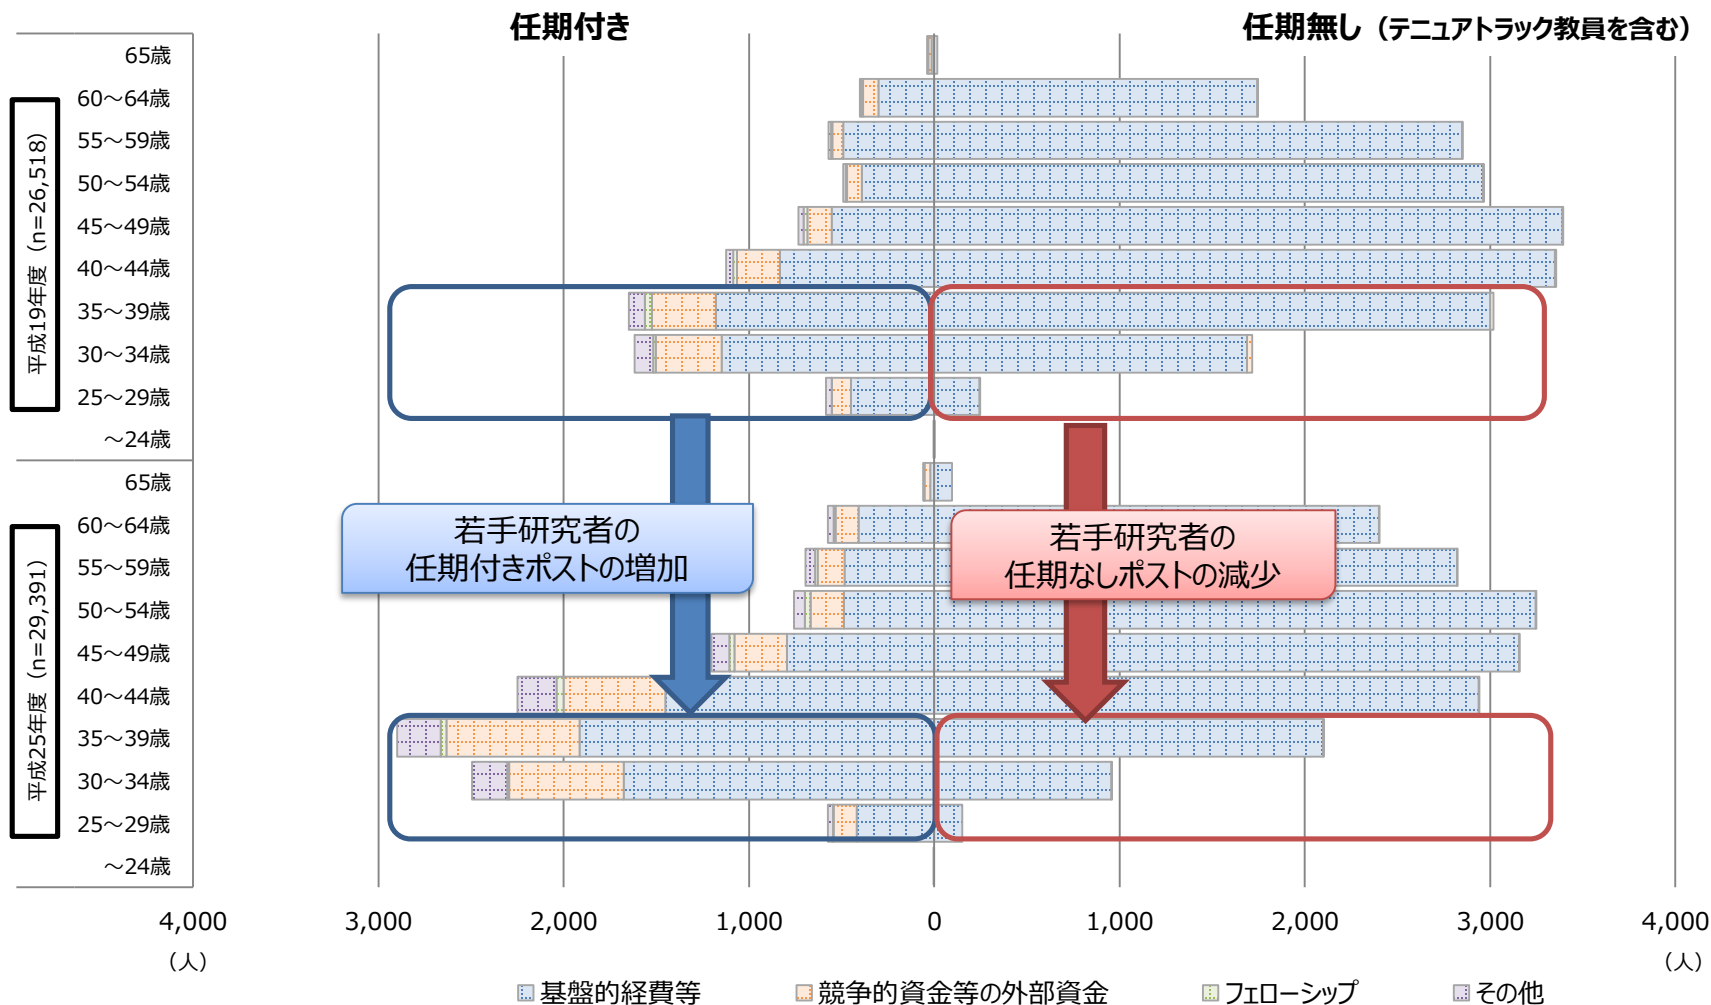 任期付き
任期無し（テニュアトラック教員を含む）
平成19年度（n=26,518）
65歳
60～64歳
55～59歳
50～54歳
45～49歳
40～44歳
35～39歳
30～34歳
25～29歳
～24歳
平成25年度（n=29,391）
65歳
60～64歳
55～59歳
50～54歳
45～49歳
40～44歳
35～39歳
30～34歳
25～29歳
～24歳
若手研究者の
任期付きポストの増加
若手研究者の
任期なしポストの減少
4,000 3,000 2,000 1,000 0 1,000 2,000 3,000 4,000
（人） （人）
基盤的経費等 競争的資金等の外部資金 フェローシップ その他